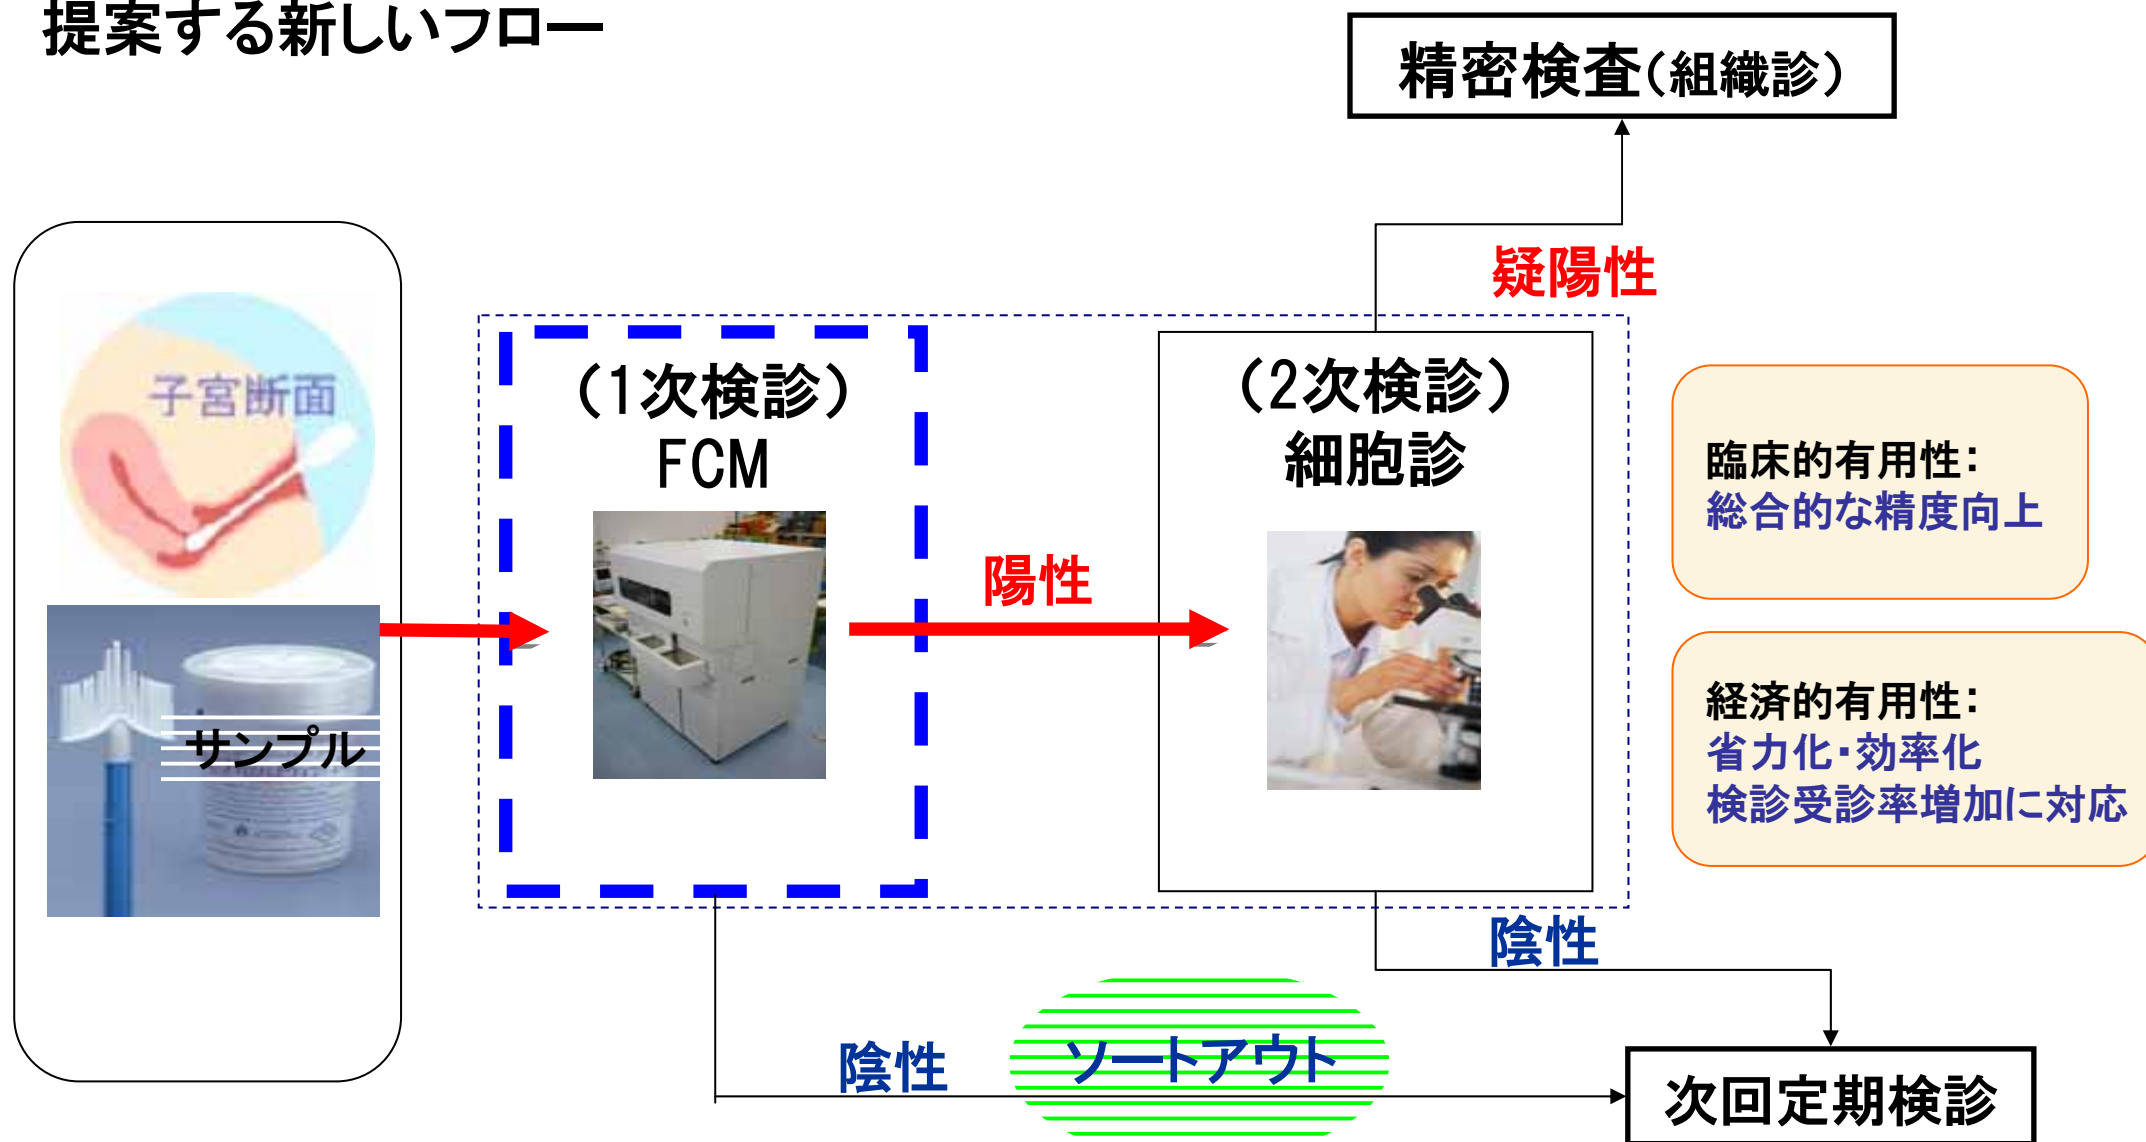 提案する新しいフロー
精密検査(組織診)
疑陽性
子宮断面
サンプル
(1次検診)
FCM
陽性
(2次検診)
細胞診
臨床的有用性:
総合的な精度向上
経済的有用性:
省力化・効率化
検診受診率増加に対応
陰性
陰性
ソートアウト
次回定期検診